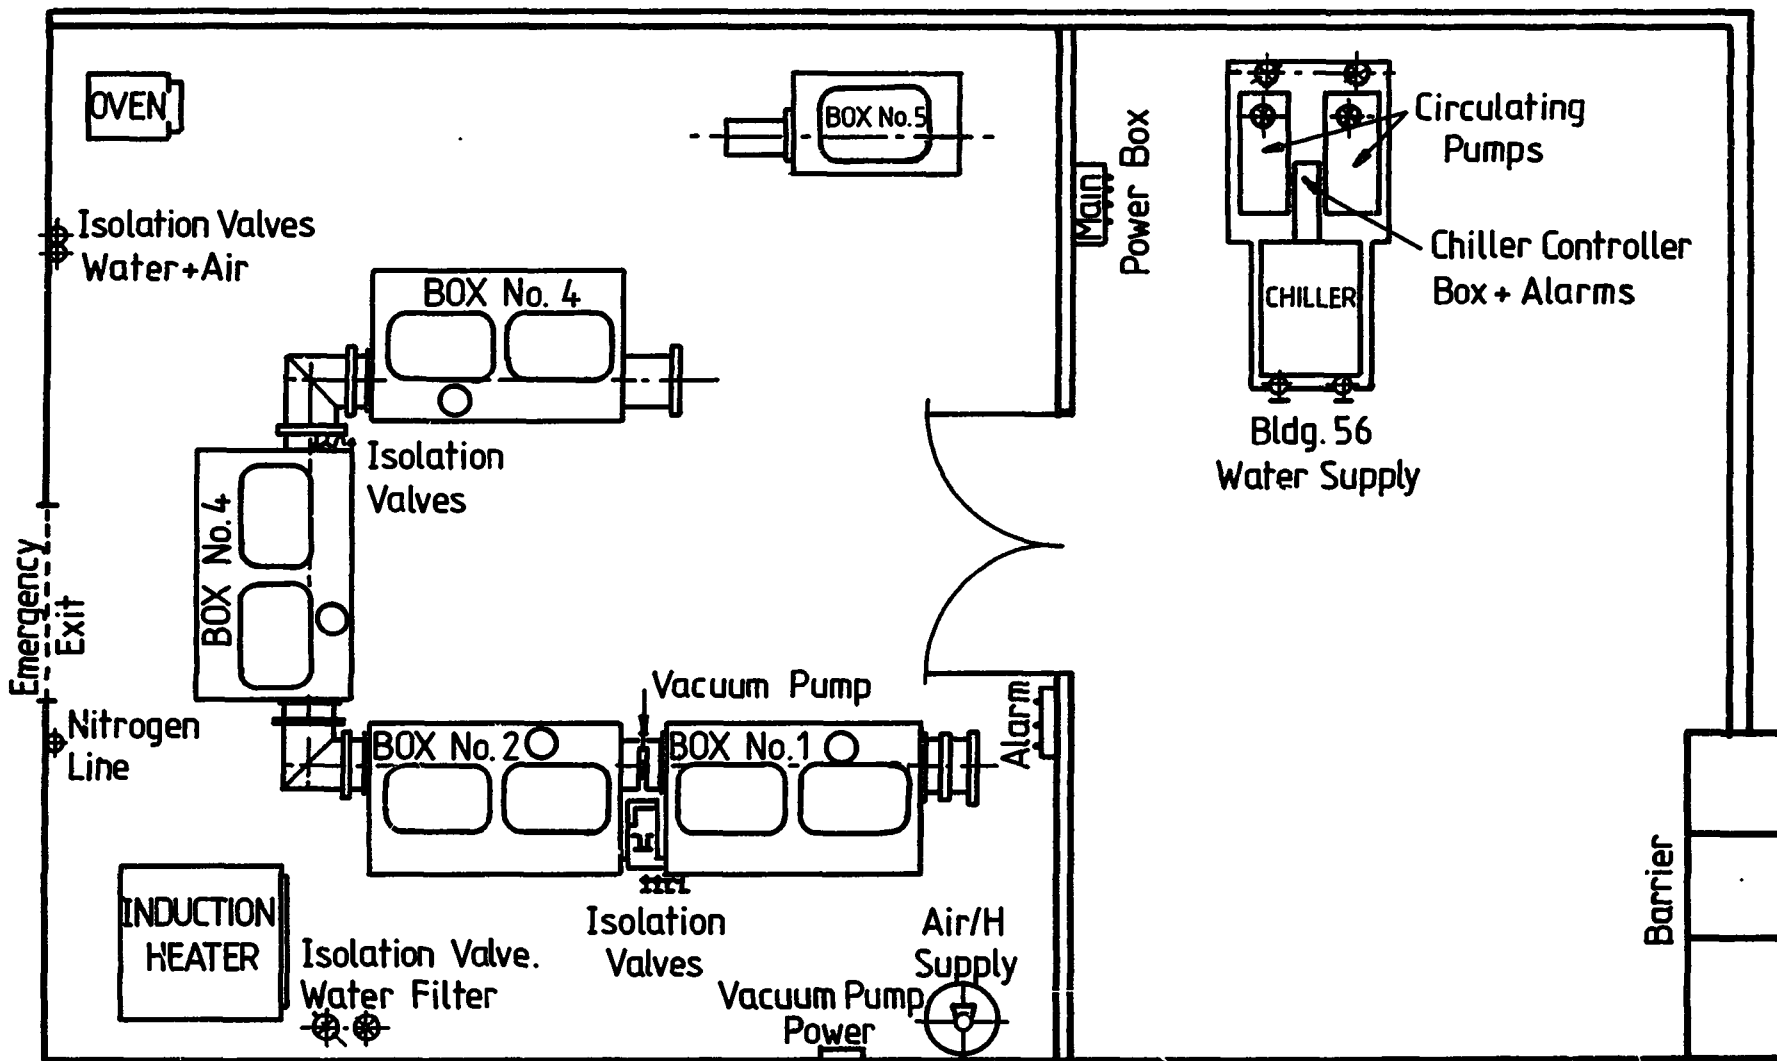 OVEN
BOX No.5
Main
Power Box
Circulating
Pumps
Isolation Valves
Water+Air
Chiller Controller
Box + Alarms
CHILLER
BOX No. 4
Bldg. 56
Water Supply
Isolation
Valves
BOX No.4
Emergency
Exit
Nitrogen
Line
Vacuum Pump
BOX No. 2
BOX No.1
Alarm
INDUCTION
HEATER
Isolation Valve.
Water Filter
Isolation
Valves
Air/H
Supply
Vacuum Pump
Power
Barrier